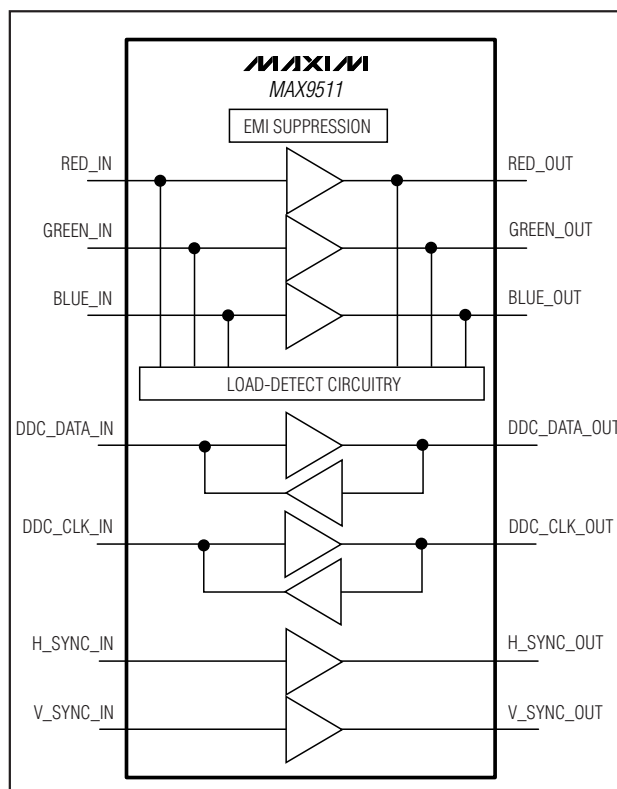 MAXIM
MAX9511
EMI SUPPRESSION
RED_IN
RED_OUT
GREEN_IN
GREEN_OUT
BLUE_IN
BLUE_OUT
LOAD-DETECT CIRCUITRY
DDC_DATA_IN
DDC_DATA_OUT
DDC_CLK_IN
DDC_CLK_OUT
H_SYNC_IN
H_SYNC_OUT
V_SYNC_IN
V_SYNC_OUT